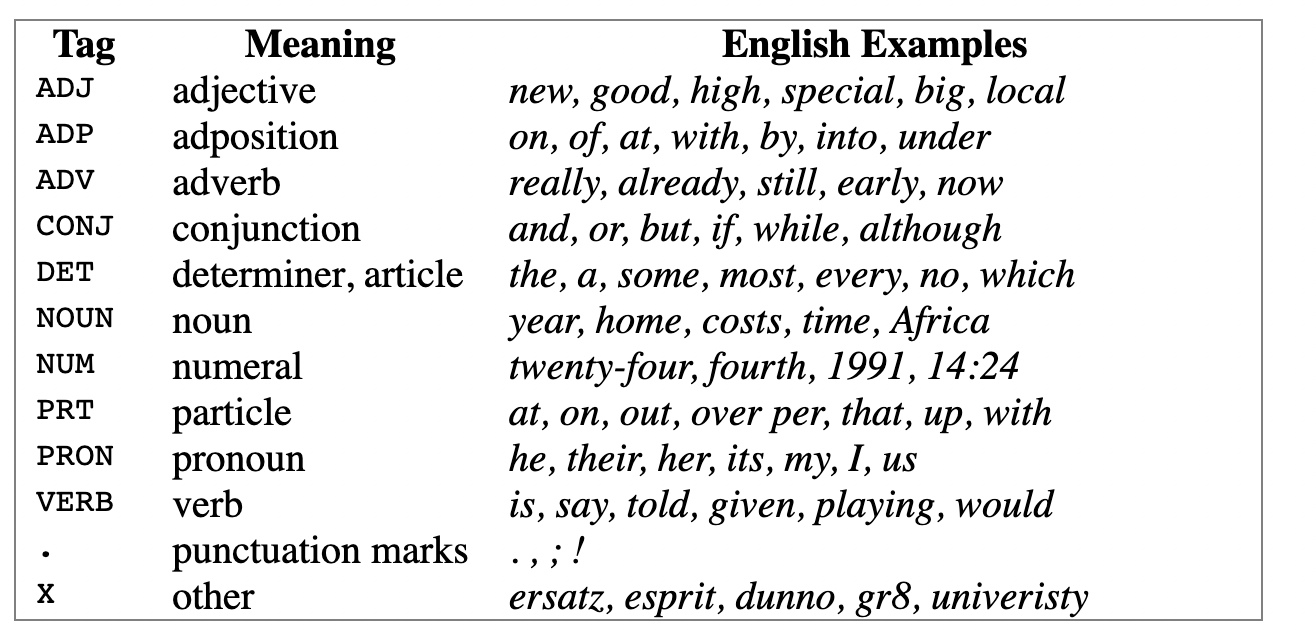 Tag Meaning English Examples
ADJ adjective new, good, high, special, big, local
ADP adposition on, of, at, with, by, into, under
ADV adverb really, already, still, early, now
CONJ conjunction and, or, but, if, while, although
DET determiner, article the, a, some, most, every, no, which
NOUN noun year, home, costs, time, Africa
NUM numeral twenty-four, fourth, 1991, 14:24
PRT particle at, on, out, over per, that, up, with
PRON pronoun he, their, her, its, my, I, us
VERB verb is, say, told, given, playing, would
. punctuation marks . , ; !
X other ersatz, esprit, dunno, gr8, univeristy